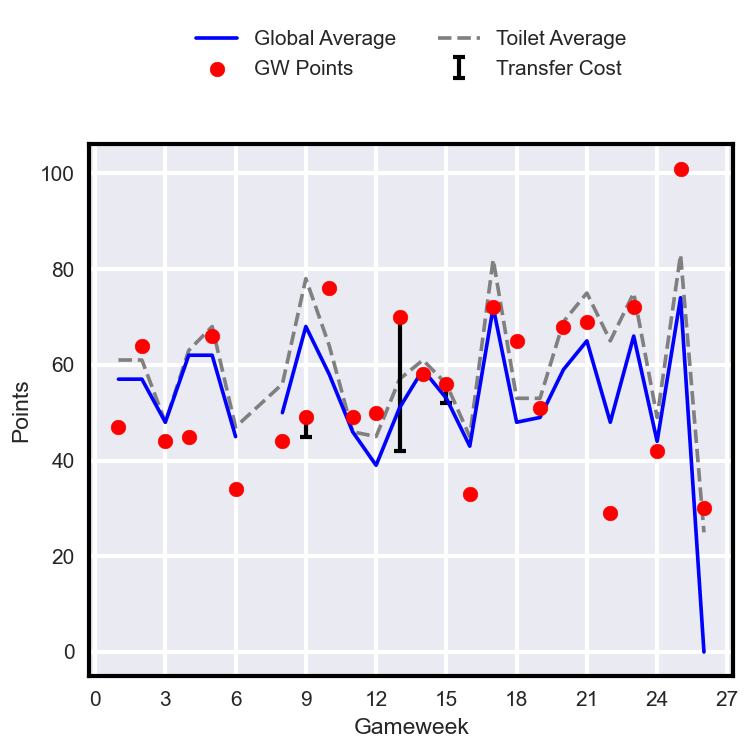 Global Average
Toilet Average
GW Points
Transfer Cost
100
80
60
40
20
0
Points
0 3 6 9 12 15 18 21 24 27
Gameweek